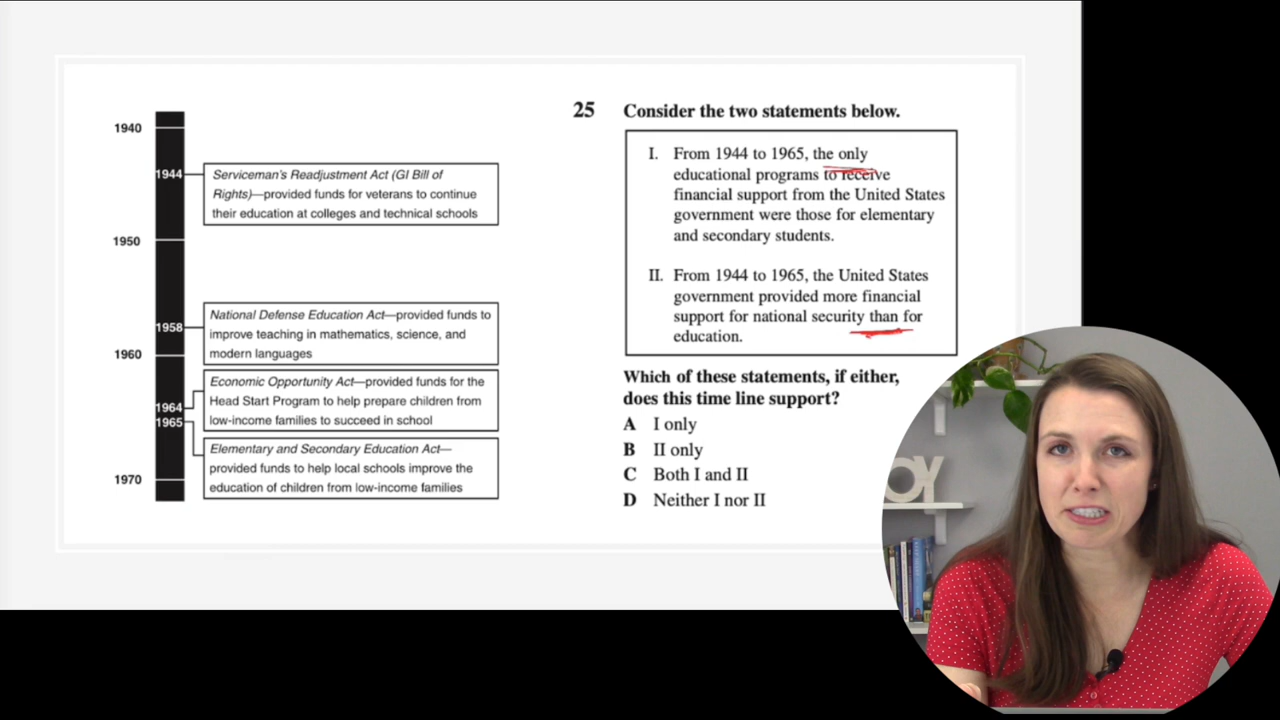 1940
1944
Serviceman's Readjustment Act (GI Bill of
Rights)—provided funds for veterans to continue
their education at colleges and technical schools
1950
1958
National Defense Education Act—provided funds to
improve teaching in mathematics, science, and
modern languages
1960
1964
Economic Opportunity Act—provided funds for the
Head Start Program to help prepare children from
low-income families to succeed in school
1965
Elementary and Secondary Education Act—
provided funds to help local schools improve the
education of children from low-income families
1970
25 Consider the two statements below.
I. From 1944 to 1965, the only
educational programs to receive
financial support from the United States
government were those for elementary
and secondary students.
II. From 1944 to 1965, the United States
government provided more financial
support for national security than for
education.
Which of these statements, if either,
does this time line support?
A I only
B II only
C Both I and II
D Neither I nor II
OY